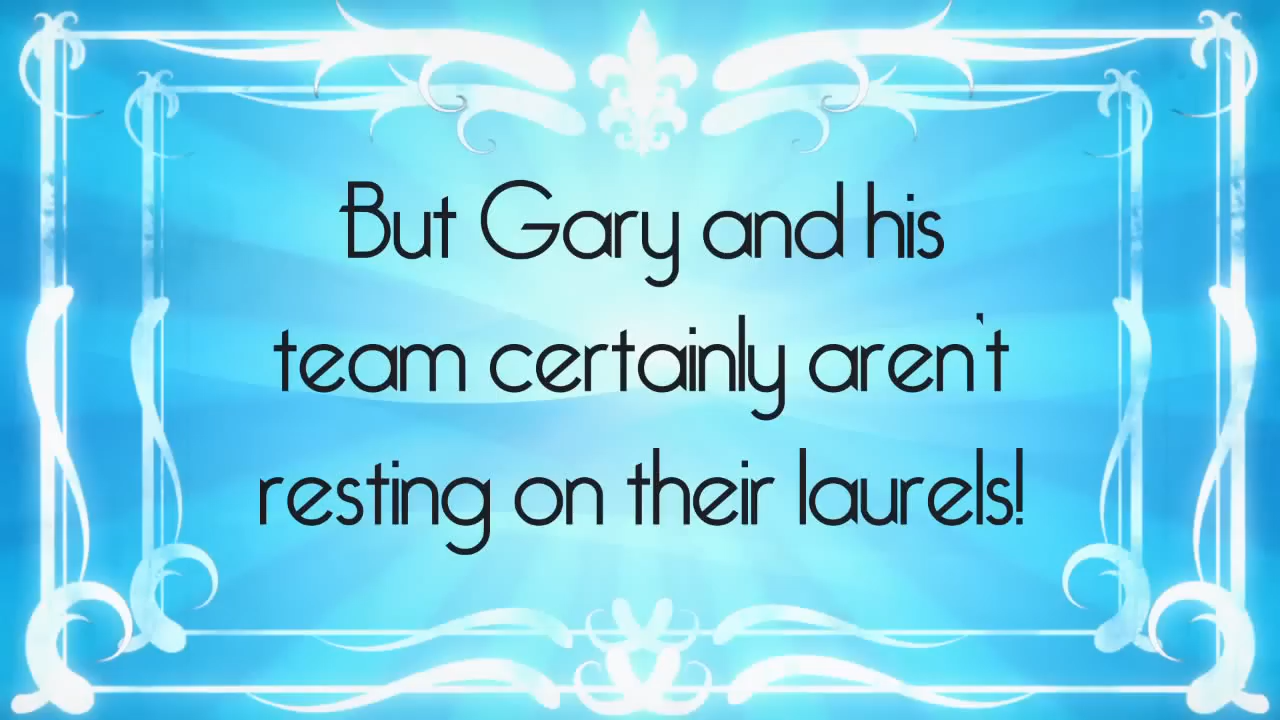 But Gary and his
team certainly aren't
resting on their laurels!